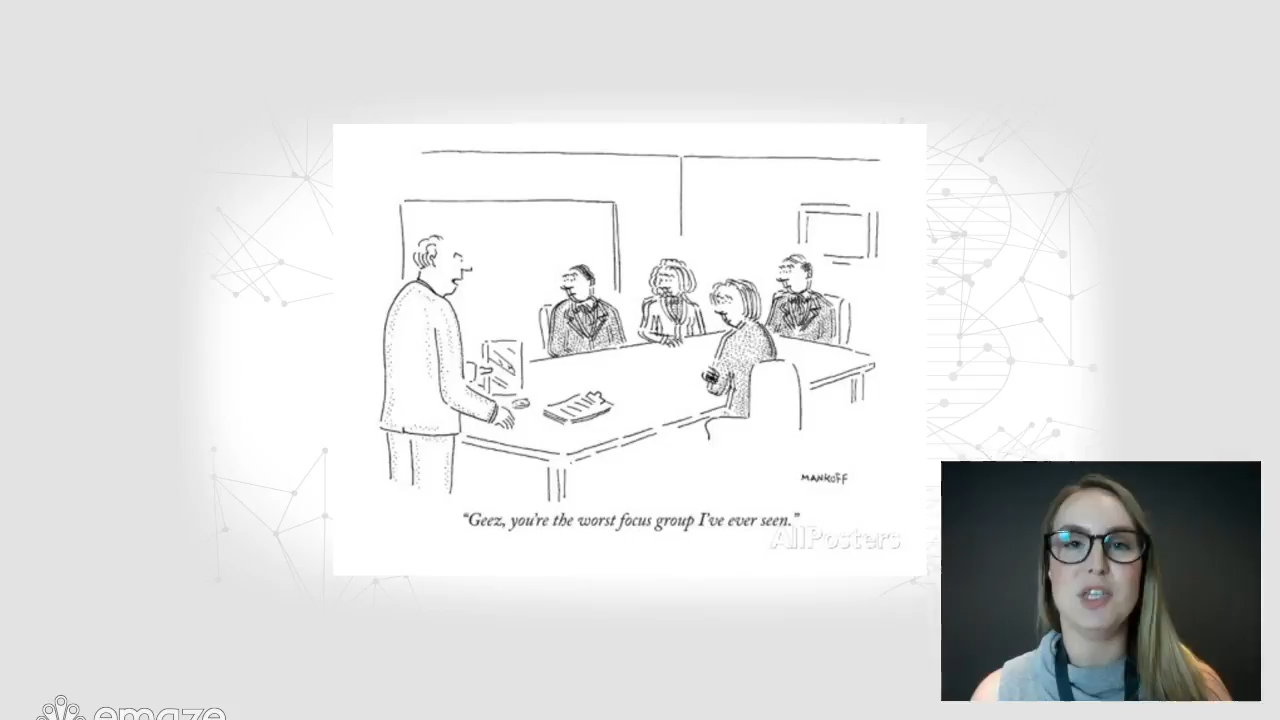 MANKOFF
“Geez, you’re the worst focus group I’ve ever seen.”
AllPosters
emaze